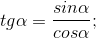 tgα = sinα / cosα;